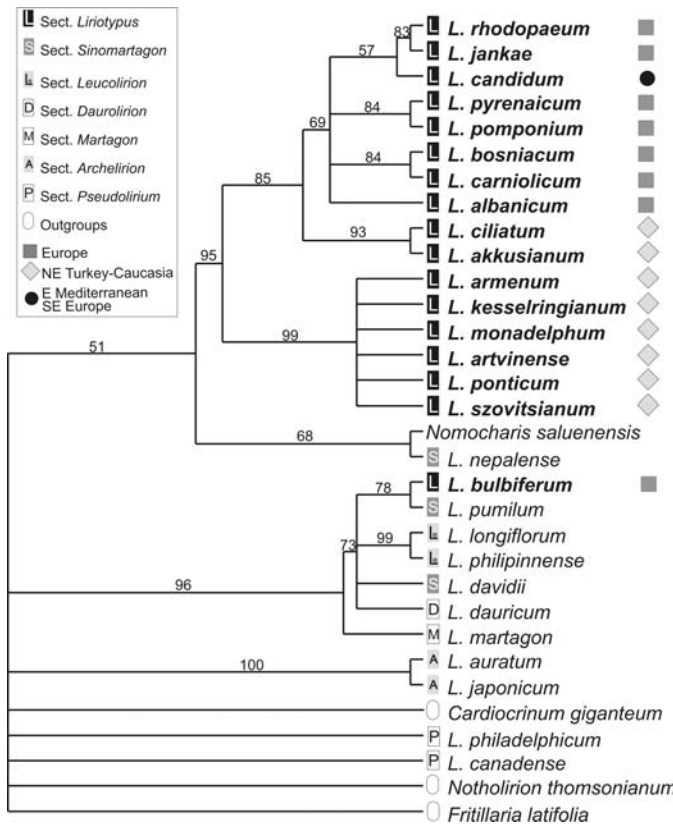 L Sect. Liriotypus
S Sect. Sinomartagon
L Sect. Leucolirion
D Sect. Daurolirion
M Sect. Martagon
A Sect. Archelirion
P Sect. Pseudolirium
Outgroups
Europe
NE Turkey-Caucasia
E Mediterranean
SE Europe
83
57
69
84
84
85
93
95
99
51
68
78
99
73
96
100
L L. rhodopaeum
L L. jankae
L L. candidum
L L. pyrenaicum
L L. pomponium
L L. bosniacum
L L. carniolicum
L L. albanicum
L L. ciliatum
L L. akkusianum
L L. armenum
L L. kesselringianum
L L. monadelphum
L L. artvinense
L L. ponticum
L L. szovitsianum
Nomocharis saluenensis
S L. nepalense
L L. bulbiferum
S L. pumilum
L L. longiflorum
L L. philipinnense
S L. davidii
D L. dauricum
M L. martagon
A L. auratum
A L. japonicum
Cardiocrinum giganteum
P L. philadelphicum
P L. canadense
Notholirion thomsonianum
Fritillaria latifolia